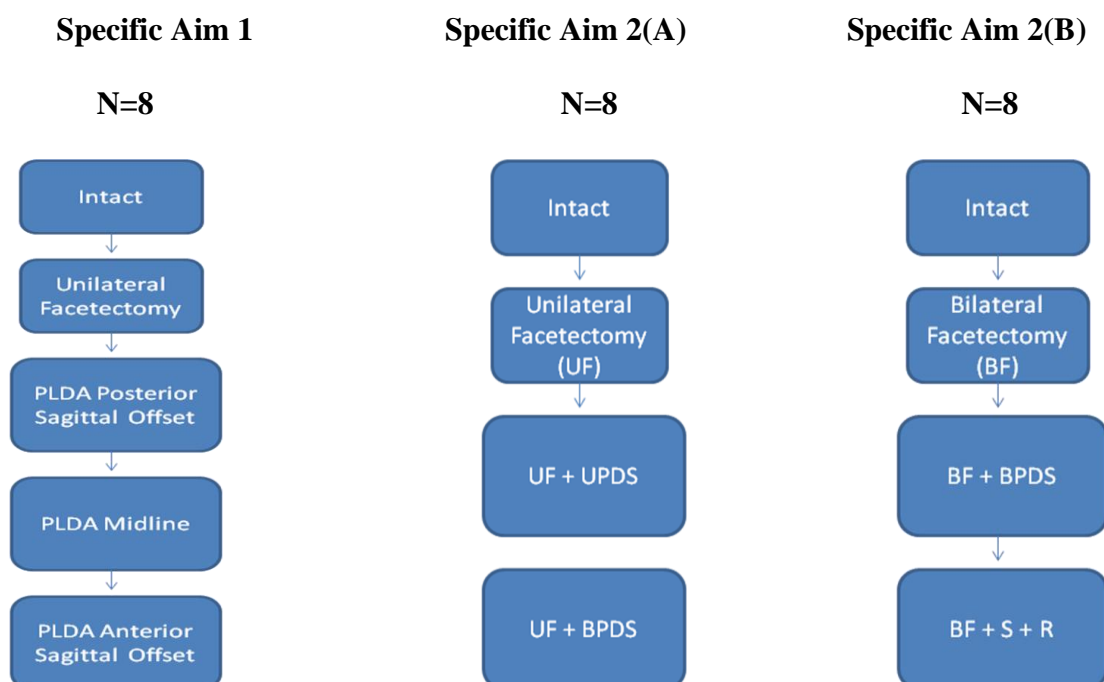 Specific Aim 1
N=8
Intact
Unilateral
Facetectomy
PLDA Posterior
Sagittal Offset
PLDA Midline
PLDA Anterior
Sagittal Offset
Specific Aim 2(A)
N=8
Intact
Unilateral
Facetectomy
(UF)
UF + UPDS
UF + BPDS
Specific Aim 2(B)
N=8
Intact
Bilateral
Facetectomy
(BF)
BF + BPDS
BF + S + R